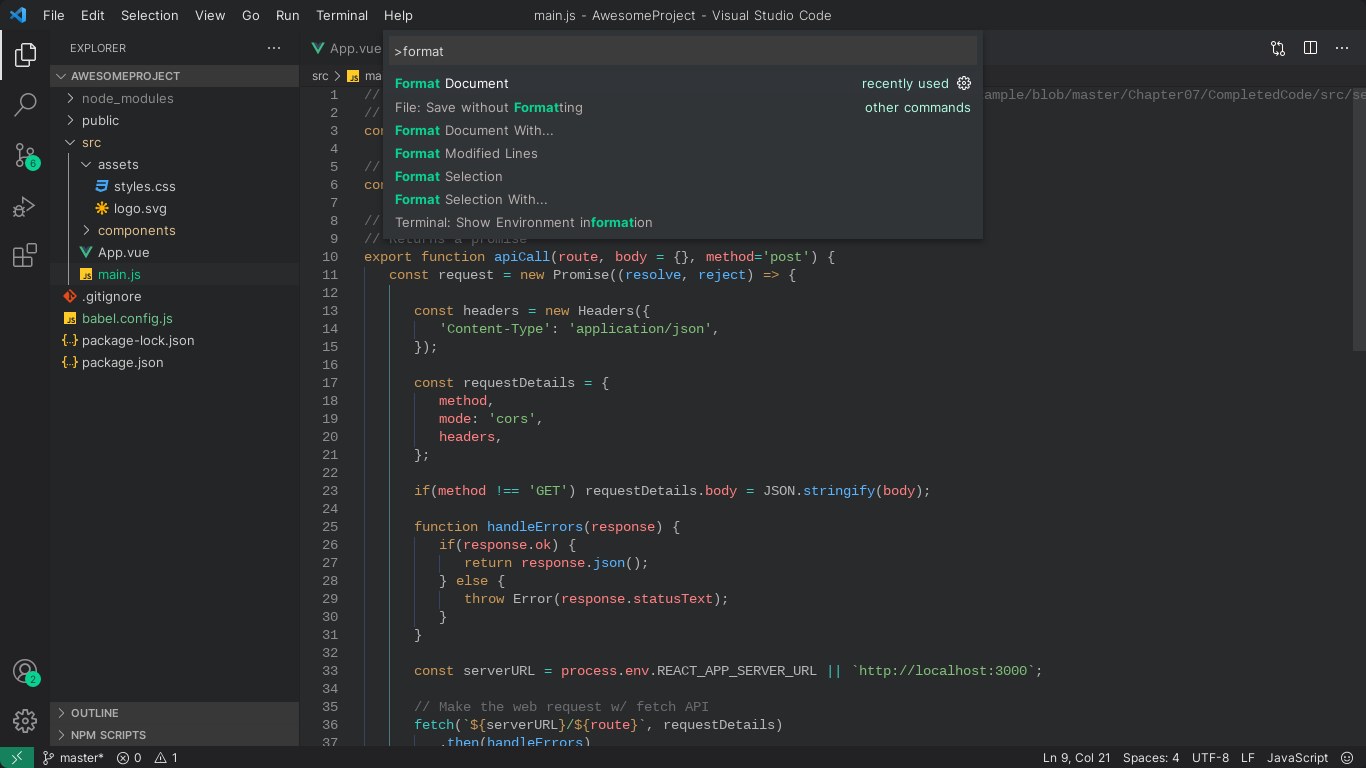 File Edit Selection View Go Run Terminal Help
main.js - AwesomeProject - Visual Studio Code
EXPLORER
AWESOMEPROJECT
node_modules
public
src
assets
styles.css
logo.svg
components
App.vue
main.js
.gitignore
babel.config.js
package-lock.json
package.json
OUTLINE
NPM SCRIPTS
6
2
App.vue
>format
Format Document recently used
File: Save without Formatting other commands
Format Document With...
Format Modified Lines
Format Selection
Format Selection With...
Terminal: Show Environment information
src
1 // ample/blob/master/Chapter07/CompletedCode/src/se
2 //
3 con
4
5 //
6 con
7
8 //
9 // Returns a promise
10 export function apiCall(route, body = {}, method='post') {
11 const request = new Promise((resolve, reject) => {
12
13 const headers = new Headers({
14 'Content-Type': 'application/json',
15 });
16
17 const requestDetails = {
18 method,
19 mode: 'cors',
20 headers,
21 };
22
23 if(method !== 'GET') requestDetails.body = JSON.stringify(body);
24
25 function handleErrors(response) {
26 if(response.ok) {
27 return response.json();
28 } else {
29 throw Error(response.statusText);
30 }
31 }
32
33 const serverURL = process.env.REACT_APP_SERVER_URL || `http://localhost:3000`;
34
35 // Make the web request w/ fetch API
36 fetch(`${serverURL}/${route}`, requestDetails)
37 .then(handleErrors)
master* 0 1
Ln 9, Col 21 Spaces: 4 UTF-8 LF JavaScript